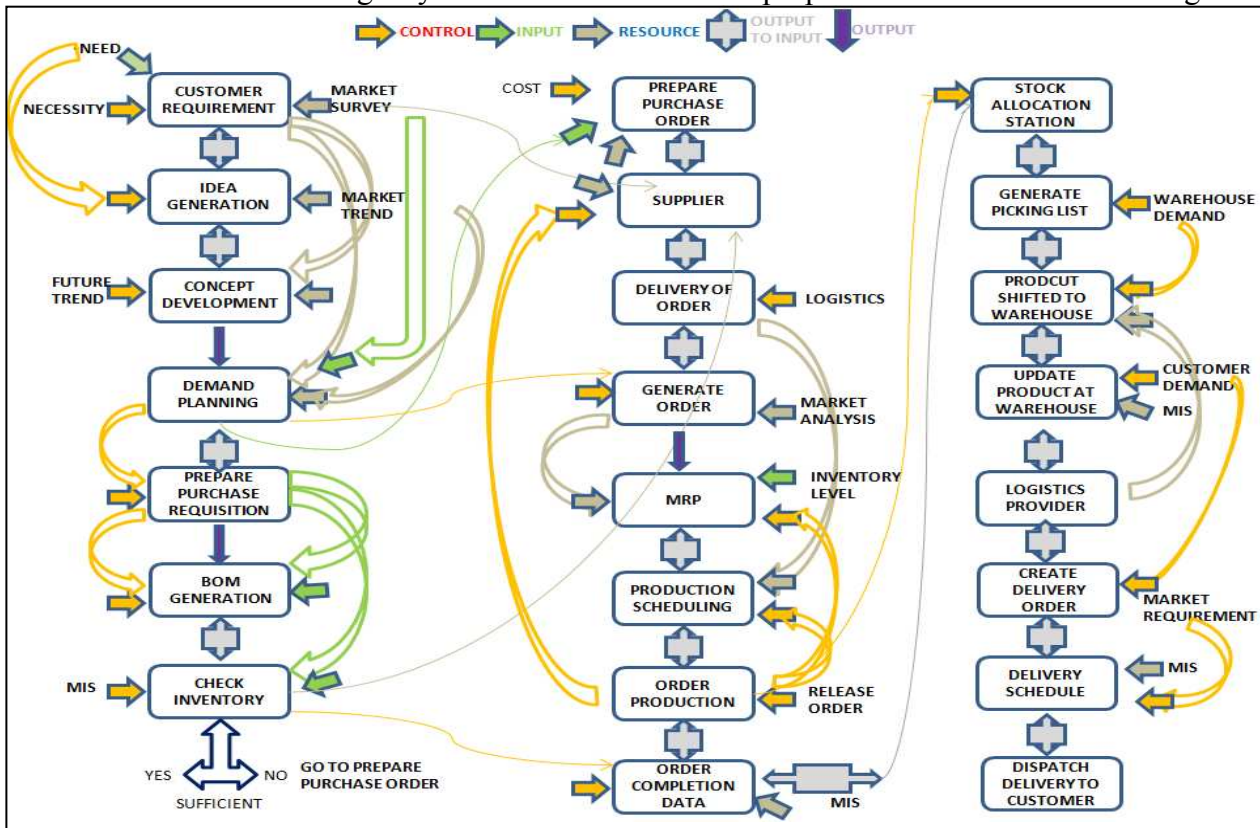 CONTROL
INPUT
RESOURCE
OUTPUT
TO INPUT
OUTPUT
NEED
CUSTOMER
REQUIREMENT
NECESSITY
MARKET
SURVEY
IDEA
GENERATION
MARKET
TREND
FUTURE
TREND
CONCEPT
DEVELOPMENT
DEMAND
PLANNING
PREPARE
PURCHASE
REQUISITION
BOM
GENERATION
MIS
CHECK
INVENTORY
YES
NO
SUFFICIENT
GO TO PREPARE
PURCHASE ORDER
COST
PREPARE
PURCHASE
ORDER
SUPPLIER
DELIVERY OF
ORDER
LOGISTICS
GENERATE
ORDER
MARKET
ANALYSIS
MRP
INVENTORY
LEVEL
PRODUCTION
SCHEDULING
ORDER
PRODUCTION
RELEASE
ORDER
ORDER
COMPLETION
DATA
MIS
STOCK
ALLOCATION
STATION
GENERATE
PICKING LIST
WAREHOUSE
DEMAND
PRODCUT
SHIFTED TO
WAREHOUSE
UPDATE
PRODUCT AT
WAREHOUSE
CUSTOMER
DEMAND
MIS
LOGISTICS
PROVIDER
CREATE
DELIVERY
ORDER
MARKET
REQUIREMENT
DELIVERY
SCHEDULE
MIS
DISPATCH
DELIVERY TO
CUSTOMER